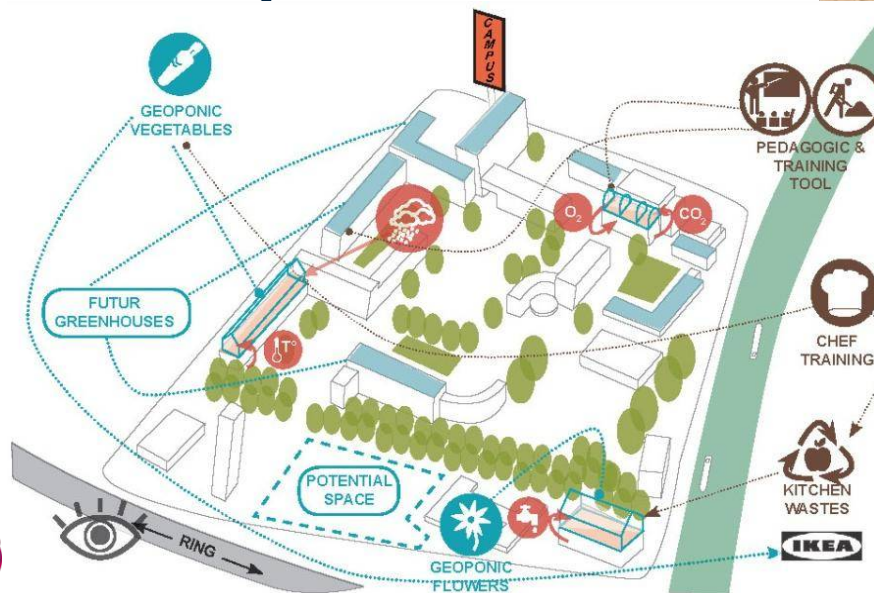 CAMPUS
GEOPONIC
VEGETABLES
PEDAGOGIC &
TRAINING
TOOL
O2
CO2
FUTUR
GREENHOUSES
T°
CHEF
TRAINING
POTENTIAL
SPACE
KITCHEN
WASTES
RING
IKEA
GEOPONIC
FLOWERS